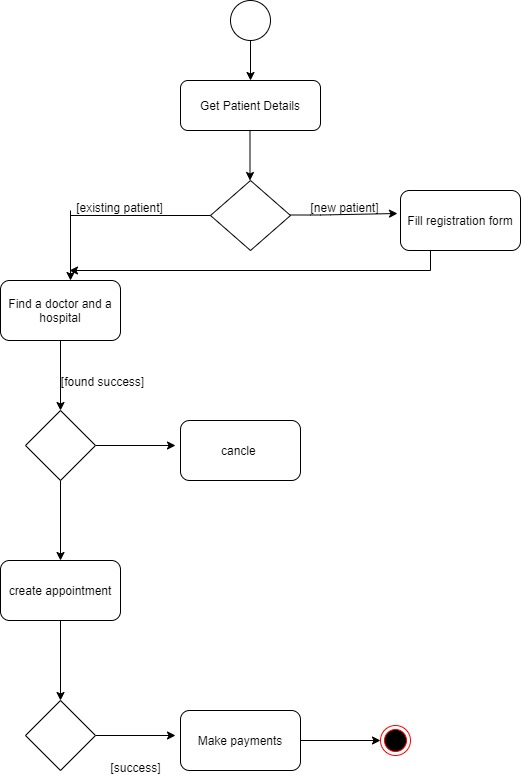 Get Patient Details
[existing patient]
[new patient]
Fill registration form
Find a doctor and a
hospital
[found success]
cancle
create appointment
Make payments
[success]